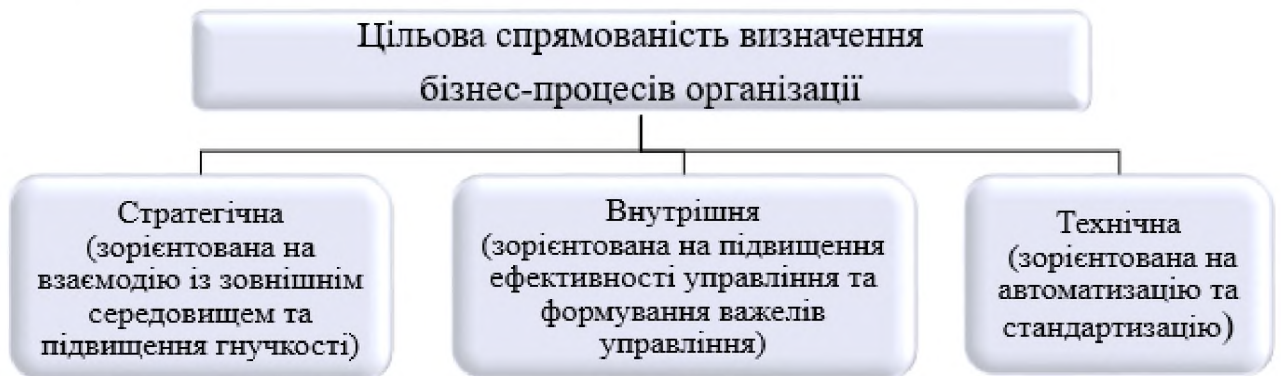 Цільова спрямованість визначення
бізнес-процесів організації
Стратегічна
(зорієнтована на
взаємодію із зовнішнім
середовищем та
підвищення гнучкості)
Внутрішня
(зорієнтована на підвищення
ефективності управління та
формування важелів
управління)
Технічна
(зорієнтована на
автоматизацію та
стандартизацію)